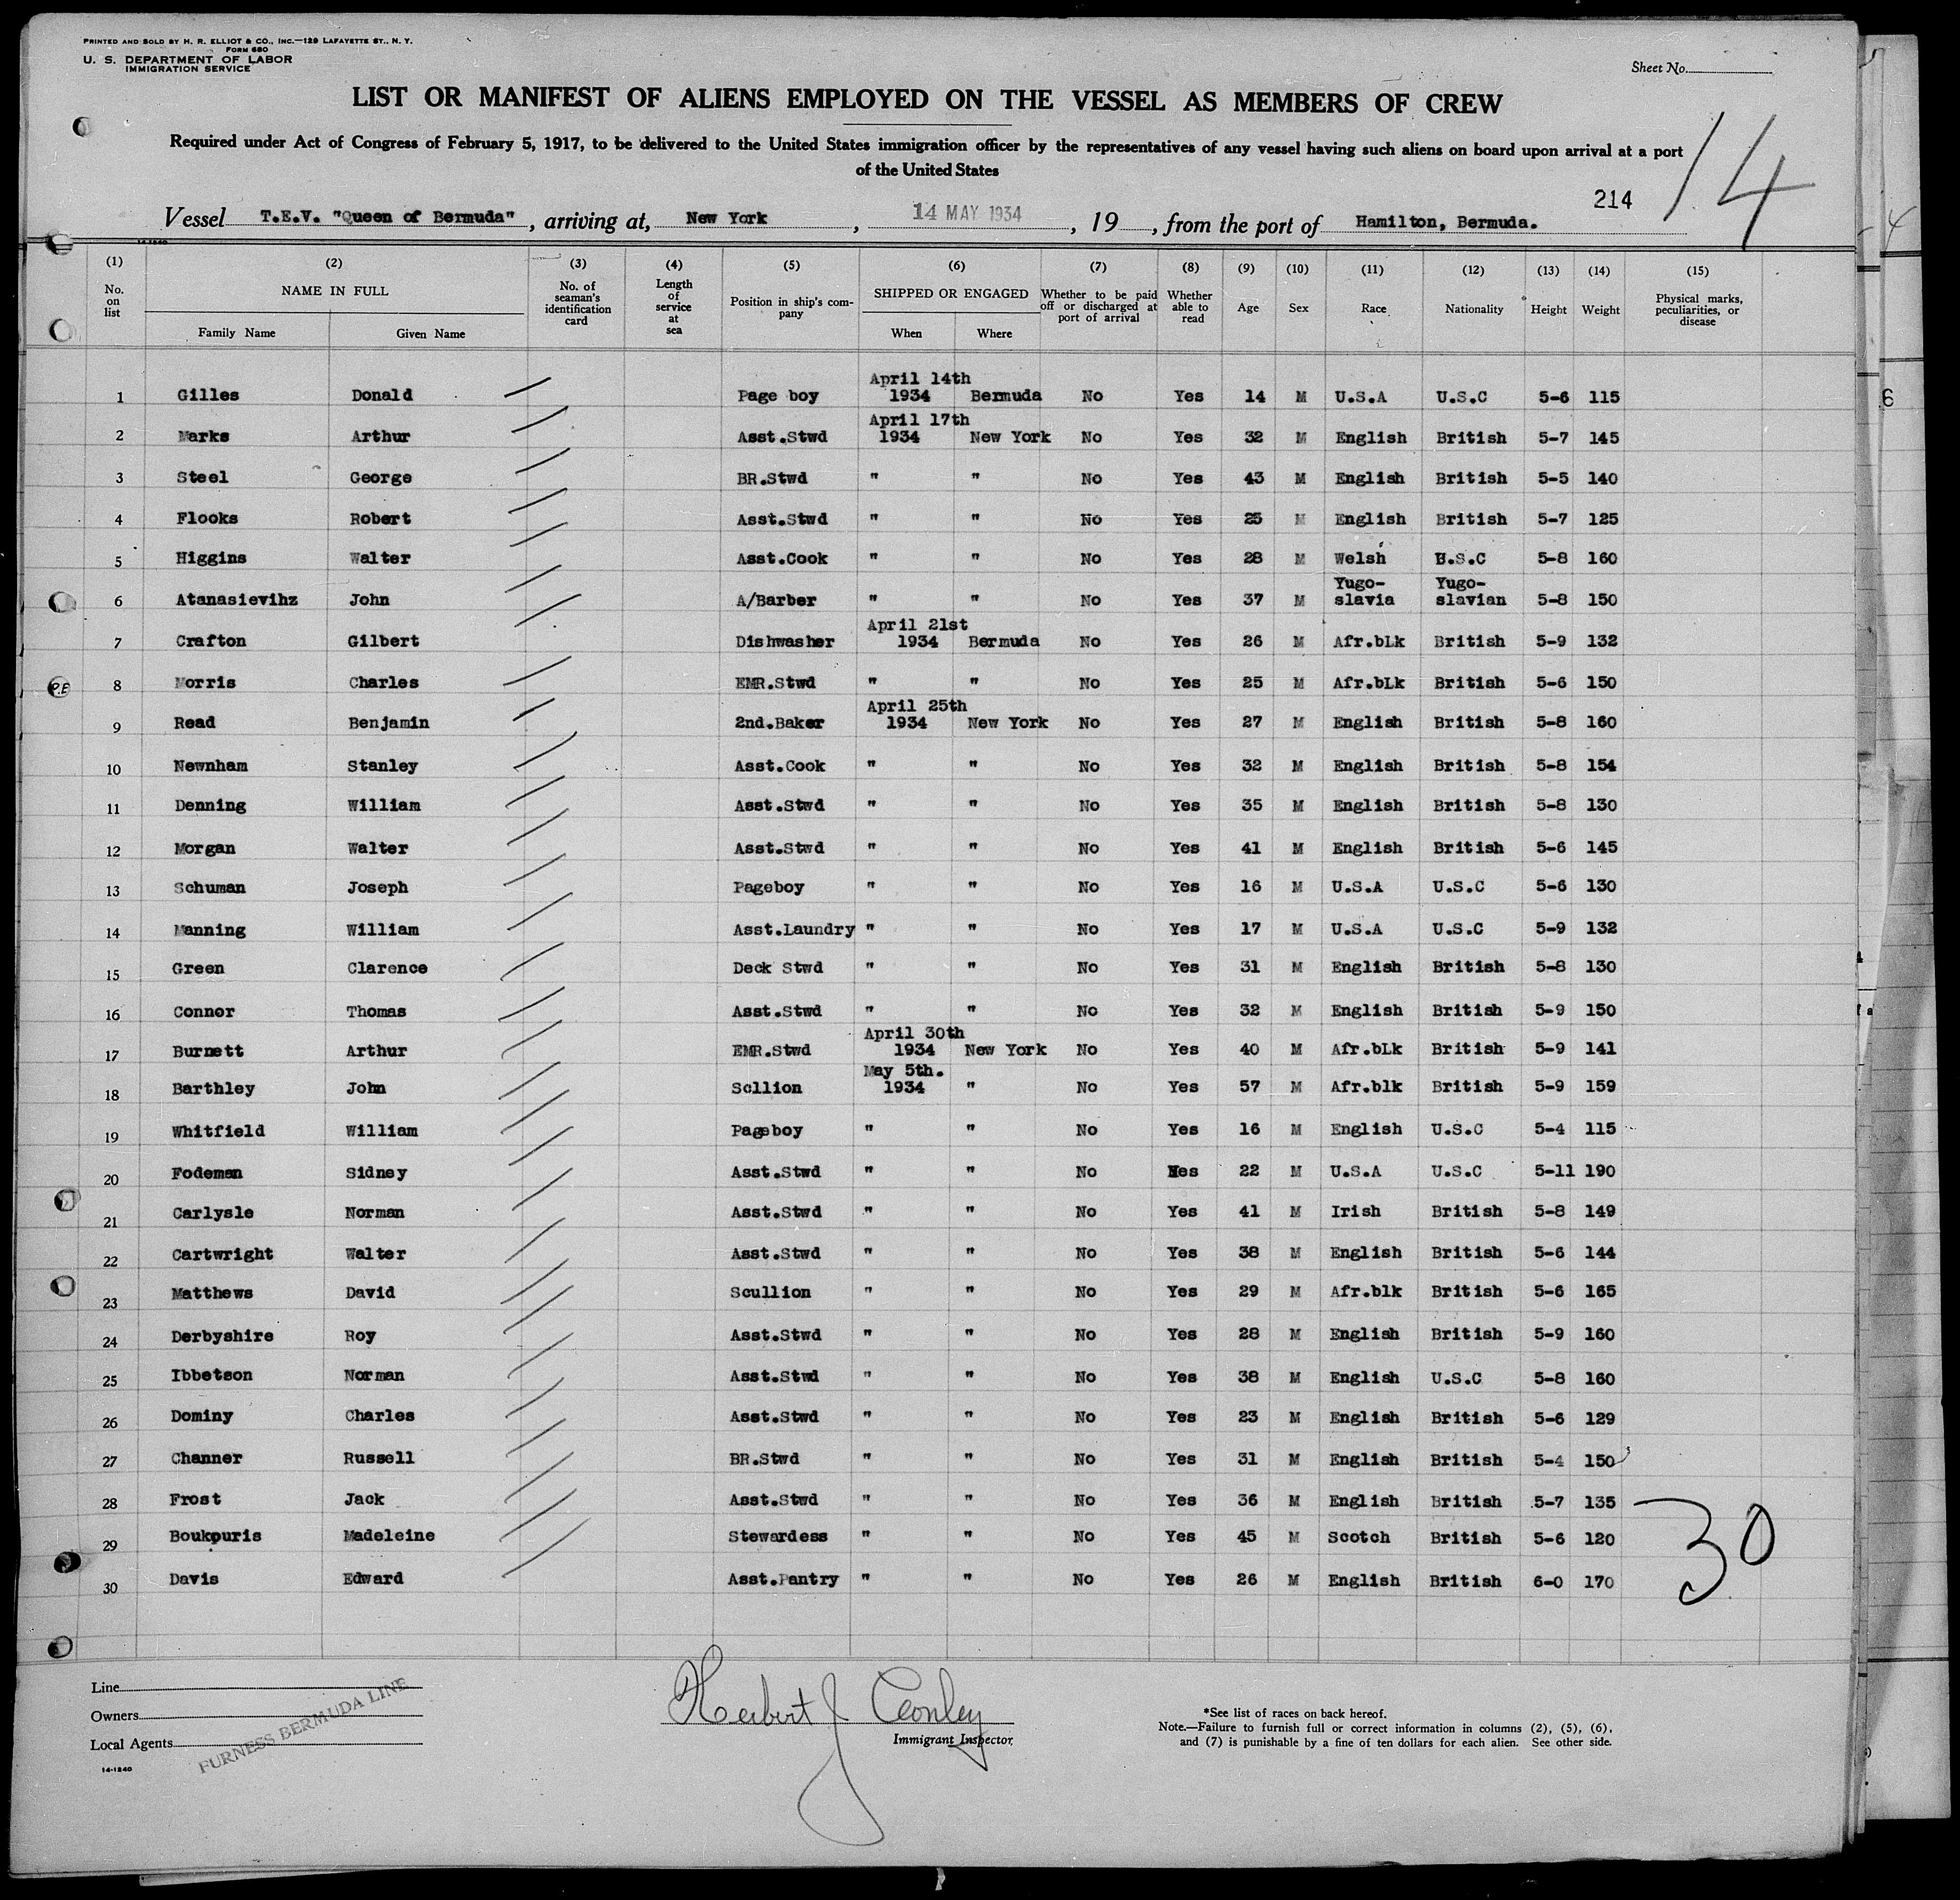 PRINTED AND SOLD BY H. R. ELLIOT & CO., INC.—129 LAFAYETTE ST., N. Y.
FORM 680
U. S. DEPARTMENT OF LABOR
IMMIGRATION SERVICE
Sheet No.
LIST OR MANIFEST OF ALIENS EMPLOYED ON THE VESSEL AS MEMBERS OF CREW
Required under Act of Congress of February 5, 1917, to be delivered to the United States immigration officer by the representatives of any vessel having such aliens on board upon arrival at a port
of the United States
14
214
Vessel T.E.V. "Queen of Bermuda", arriving at, New York, 14 MAY 1934, 19, from the port of Hamilton, Bermuda.
14-1240
(1) (2) (3) (4) (5) (6) (7) (8) (9) (10) (11) (12) (13) (14) (15)
No. on list NAME IN FULL Family Name Given Name No. of seaman's identification card Length of service at sea Position in ship's company SHIPPED OR ENGAGED When Where Whether to be paid off or discharged at port of arrival Whether able to read Age Sex Race Nationality Height Weight Physical marks, peculiarities, or disease
1 Gilles Donald Page boy April 14th 1934 Bermuda No Yes 14 M U.S.A U.S.C 5-6 115
2 Marks Arthur Asst.Stwd April 17th 1934 New York No Yes 32 M English British 5-7 145
3 Steel George BR.Stwd " " No Yes 43 M English British 5-5 140
4 Flooks Robert Asst.Stwd " " No Yes 25 M English British 5-7 125
5 Higgins Walter Asst.Cook " " No Yes 28 M Welsh U.S.C 5-8 160
6 Atanasievihz John A/Barber " " No Yes 37 M Yugo-slavia Yugo-slavian 5-8 150
7 Crafton Gilbert Dishwasher April 21st 1934 Bermuda No Yes 26 M Afr.bLk British 5-9 132
8 Morris Charles EMR.Stwd " " No Yes 25 M Afr.bLk British 5-6 150
9 Read Benjamin 2nd.Baker April 25th 1934 New York No Yes 27 M English British 5-8 160
10 Newnham Stanley Asst.Cook " " No Yes 32 M English British 5-8 154
11 Denning William Asst.Stwd " " No Yes 35 M English British 5-8 130
12 Morgan Walter Asst.Stwd " " No Yes 41 M English British 5-6 145
13 Schuman Joseph Pageboy " " No Yes 16 M U.S.A U.S.C 5-6 130
14 Manning William Asst.Laundry " " No Yes 17 M U.S.A U.S.C 5-9 132
15 Green Clarence Deck Stwd " " No Yes 31 M English British 5-8 130
16 Connor Thomas Asst.Stwd " " No Yes 32 M English British 5-9 150
17 Burnett Arthur EMR.Stwd April 30th 1934 New York No Yes 40 M Afr.bLk British 5-9 141
18 Barthley John Scllion May 5th. 1934 " No Yes 57 M Afr.blk British 5-9 159
19 Whitfield William Pageboy " " No Yes 16 M English U.S.C 5-4 115
20 Fodeman Sidney Asst.Stwd " " No Yes 22 M U.S.A U.S.C 5-11 190
21 Carlysle Norman Asst.Stwd " " No Yes 41 M Irish British 5-8 149
22 Cartwright Walter Asst.Stwd " " No Yes 38 M English British 5-6 144
23 Matthews David Scullion " " No Yes 29 M Afr.blk British 5-6 165
24 Derbyshire Roy Asst.Stwd " " No Yes 28 M English British 5-9 160
25 Ibbetson Norman Asst.Stwd " " No Yes 38 M English U.S.C 5-8 160
26 Dominy Charles Asst.Stwd " " No Yes 23 M English British 5-6 129
27 Channer Russell BR.Stwd " " No Yes 31 M English British 5-4 150
28 Frost Jack Asst.Stwd " " No Yes 36 M English British 5-7 135
29 Boukpuris Madeleine Stewardess " " No Yes 45 M Scotch British 5-6 120
30 Davis Edward Asst.Pantry " " No Yes 26 M English British 6-0 170
30
Line
Owners
Local Agents
FURNESS BERMUDA LINE
14-1240
Herbert J Conley
Immigrant Inspector
*See list of races on back hereof.
Note.—Failure to furnish full or correct information in columns (2), (5), (6),
and (7) is punishable by a fine of ten dollars for each alien. See other side.